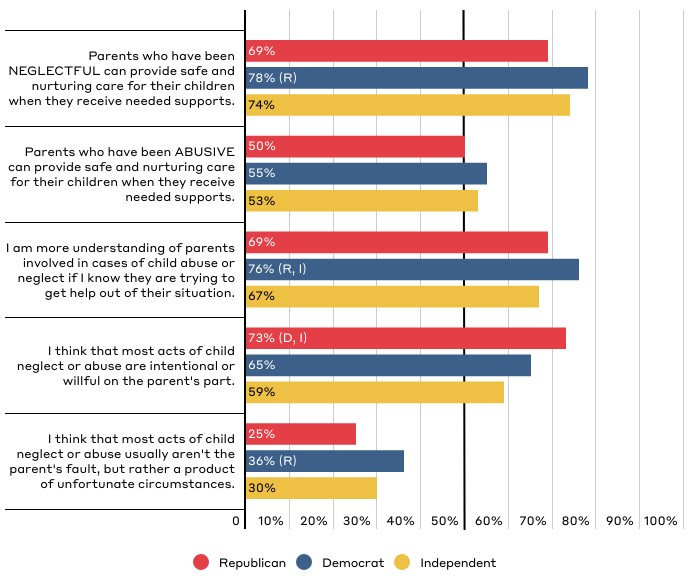 Parents who have been
NEGLECTFUL can provide safe and
nurturing care for their children
when they receive needed supports.
69%
78% (R)
74%
Parents who have been ABUSIVE
can provide safe and nurturing care
for their children when they receive
needed supports.
50%
55%
53%
I am more understanding of parents
involved in cases of child abuse or
neglect if I know they are trying to
get help out of their situation.
69%
76% (R, I)
67%
I think that most acts of child
neglect or abuse are intentional or
willful on the parent's part.
73% (D, I)
65%
59%
I think that most acts of child
neglect or abuse usually aren't the
parent's fault, but rather a product
of unfortunate circumstances.
25%
36% (R)
30%
0 10% 20% 30% 40% 50% 60% 70% 80% 90% 100%
Republican Democrat Independent